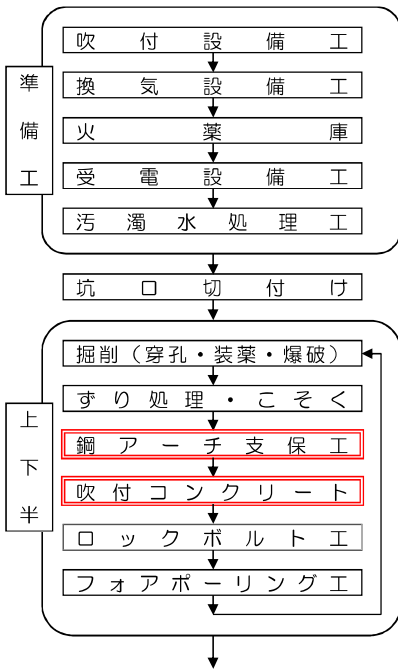 準備工
吹付設備工
換気設備工
火薬庫
受電設備工
汚濁水処理工
坑口切付け
上下半
掘削（穿孔・装薬・爆破）
ずり処理・こそく
鋼アーチ支保工
吹付コンクリート
ロックボルト工
フォアポーリング工